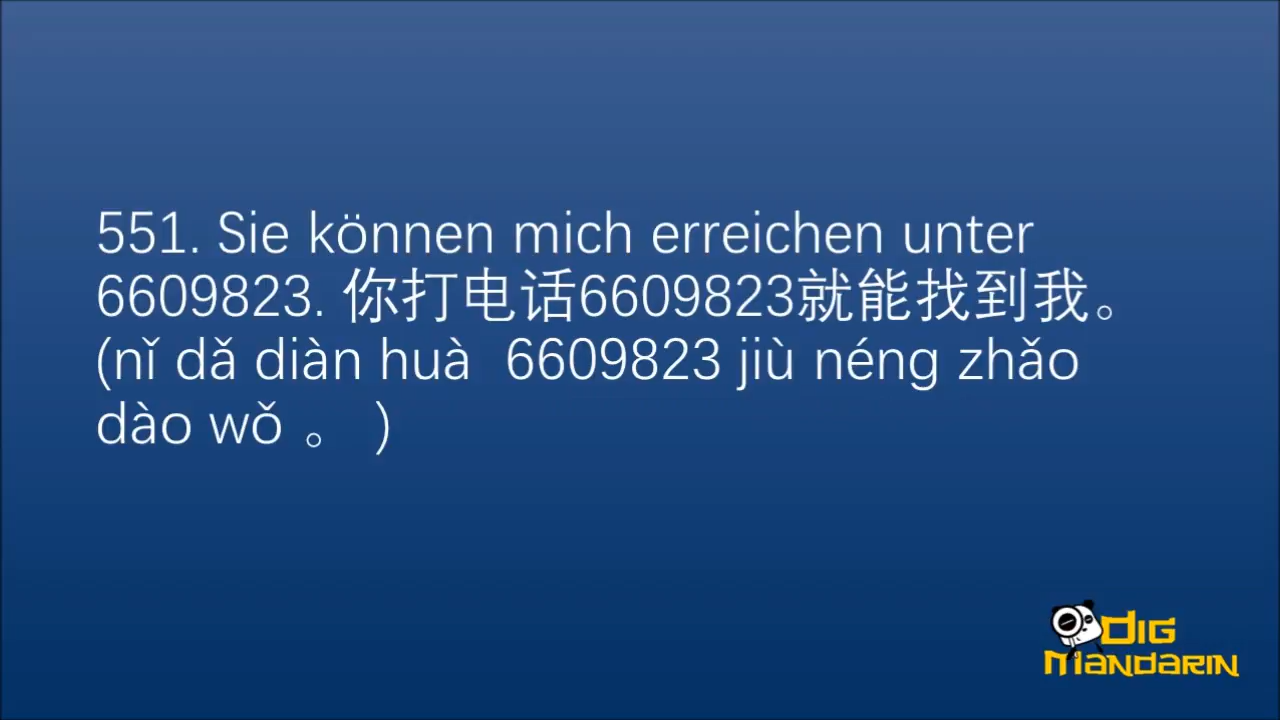 551. Sie können mich erreichen unter
6609823. 你打电话6609823就能找到我。
(nǐ dǎ diàn huà  6609823 jiù néng zhǎo
dào wǒ 。 )
DIG
MANDARIN